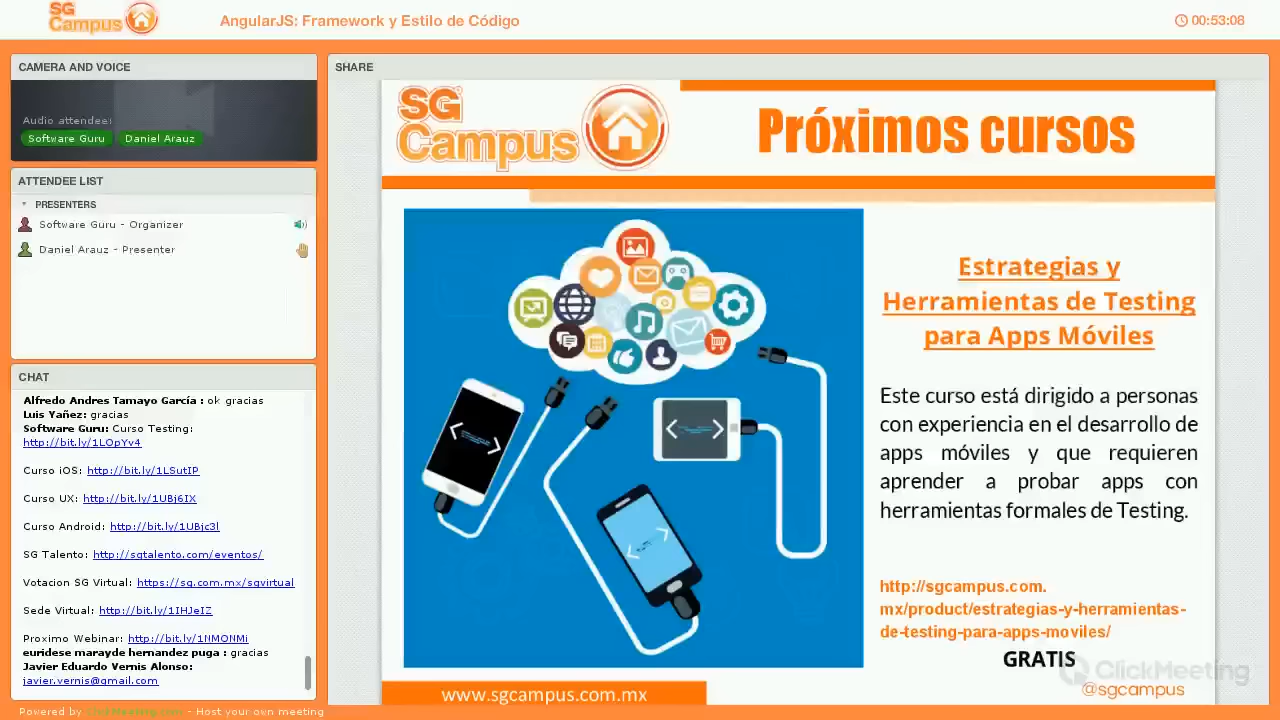 SG Campus
AngularJS: Framework y Estilo de Código
00:53:08
CAMERA AND VOICE
Audio attendees
Software Guru
Daniel Arauz
ATTENDEE LIST
PRESENTERS
Software Guru - Organizer
Daniel Arauz - Presenter
CHAT
Alfredo Andres Tamayo García : ok gracias
Luis Yañez: gracias
Software Guru: Curso Testing:
http://bit.ly/1LOpYv4
Curso iOS: http://bit.ly/1LSutIP
Curso UX: http://bit.ly/1UBj6IX
Curso Android: http://bit.ly/1UBjc3l
SG Talento: http://sgtalento.com/eventos/
Votacion SG Virtual: https://sg.com.mx/sgvirtual
Sede Virtual: http://bit.ly/1IHJeIZ
Proximo Webinar: http://bit.ly/1NMONMi
euridese marayde hernandez puga : gracias
Javier Eduardo Vernis Alonso:
javier.vernis@gmail.com
Powered by ClickMeeting.com - Host your own meeting
SHARE
SG
Campus
Próximos cursos
Estrategias y
Herramientas de Testing
para Apps Móviles
Este curso está dirigido a personas
con experiencia en el desarrollo de
apps móviles y que requieren
aprender a probar apps con
herramientas formales de Testing.
http://sgcampus.com.
mx/product/estrategias-y-herramientas-
de-testing-para-apps-moviles/
GRATIS
ClickMeeting
@sgcampus
www.sgcampus.com.mx